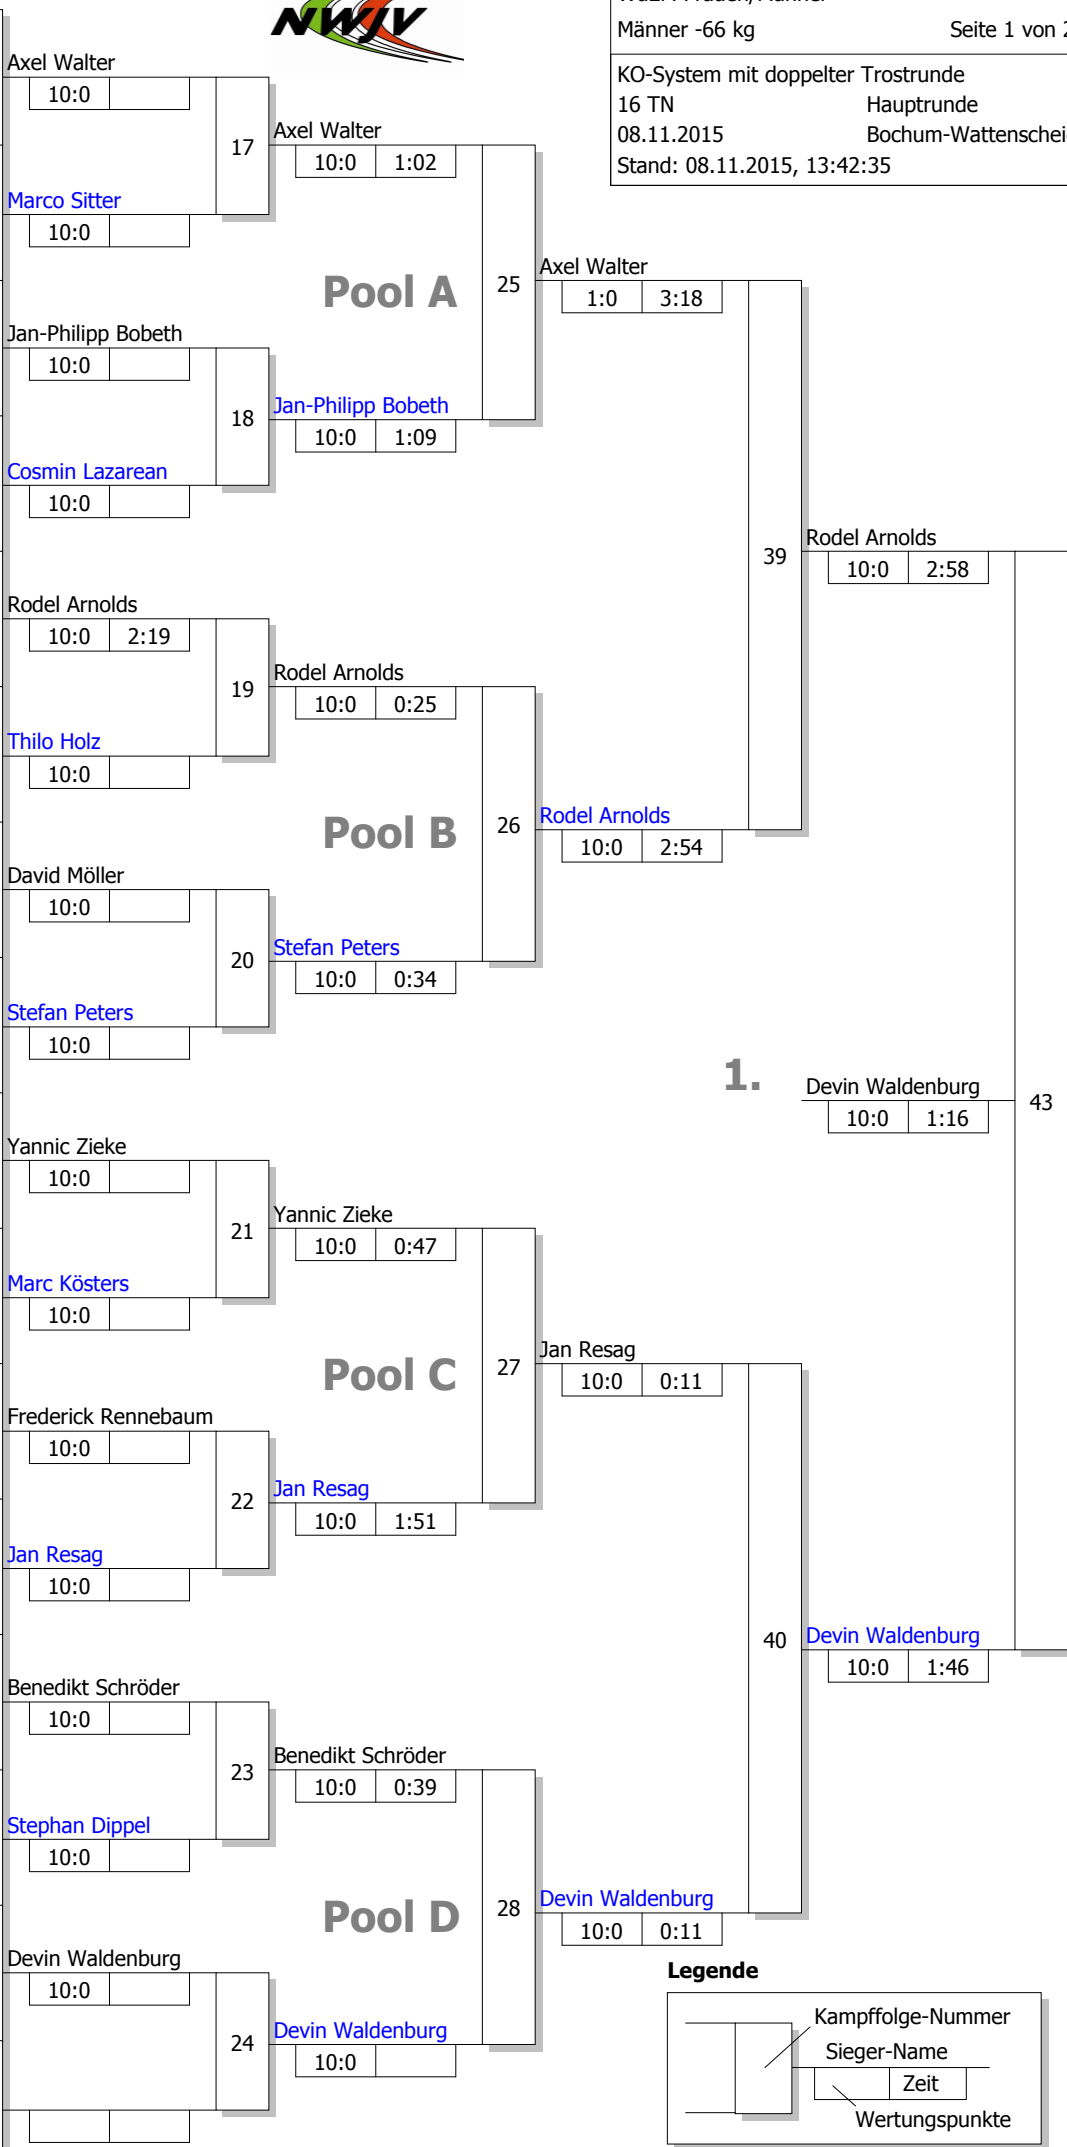 NWJV
Männer -66 kg Seite 1 von 2
KO-System mit doppelter Trostrunde
16 TN Hauptrunde
08.11.2015
Stand: 08.11.2015, 13:42:35
Axel Walter
10:0
17
Marco Sitter
10:0
Axel Walter
10:0 1:02
Pool A
25
Jan-Philipp Bobeth
10:0
18
Cosmin Lazarean
10:0
Jan-Philipp Bobeth
10:0 1:09
Axel Walter
1:0 3:18
39
Rodel Arnolds
10:0 2:19
19
Thilo Holz
10:0
Rodel Arnolds
10:0 0:25
Pool B
26
David Möller
10:0
20
Stefan Peters
10:0
Stefan Peters
10:0 0:34
Rodel Arnolds
10:0 2:54
Rodel Arnolds
10:0 2:58
1.
Devin Waldenburg
10:0 1:16
43
Yannic Zieke
10:0
21
Marc Kösters
10:0
Yannic Zieke
10:0 0:47
Pool C
27
Frederick Rennebaum
10:0
22
Jan Resag
10:0
Jan Resag
10:0 1:51
Jan Resag
10:0 0:11
40
Devin Waldenburg
10:0 1:46
Benedikt Schröder
10:0
23
Stephan Dippel
10:0
Benedikt Schröder
10:0 0:39
Pool D
28
Devin Waldenburg
10:0
24
Devin Waldenburg
10:0
Devin Waldenburg
10:0 0:11
Legende
Kampffolge-Nummer
Sieger-Name
Zeit
Wertungspunkte